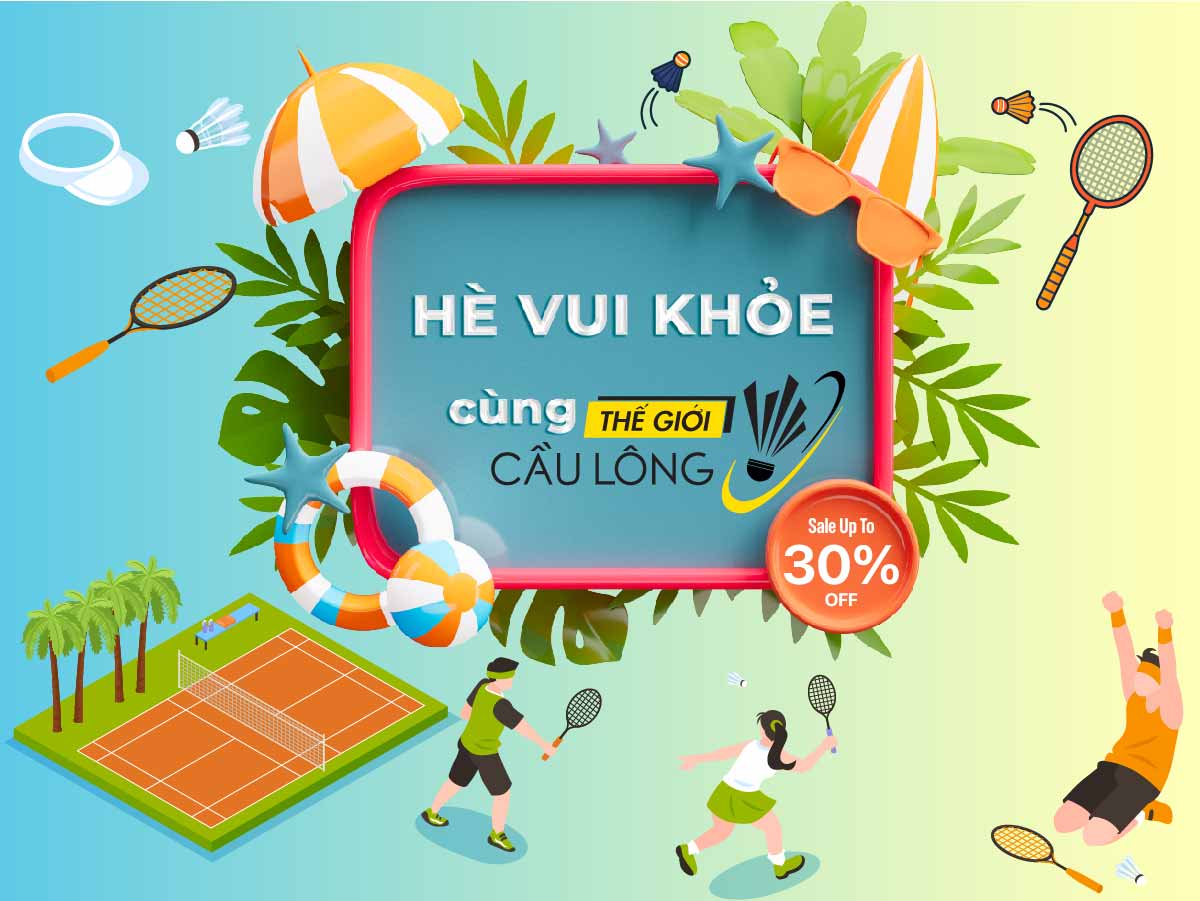 HÈ VUI KHỎE
cùng THẾ GIỚI
CẦU LÔNG
Sale Up To
30%
OFF